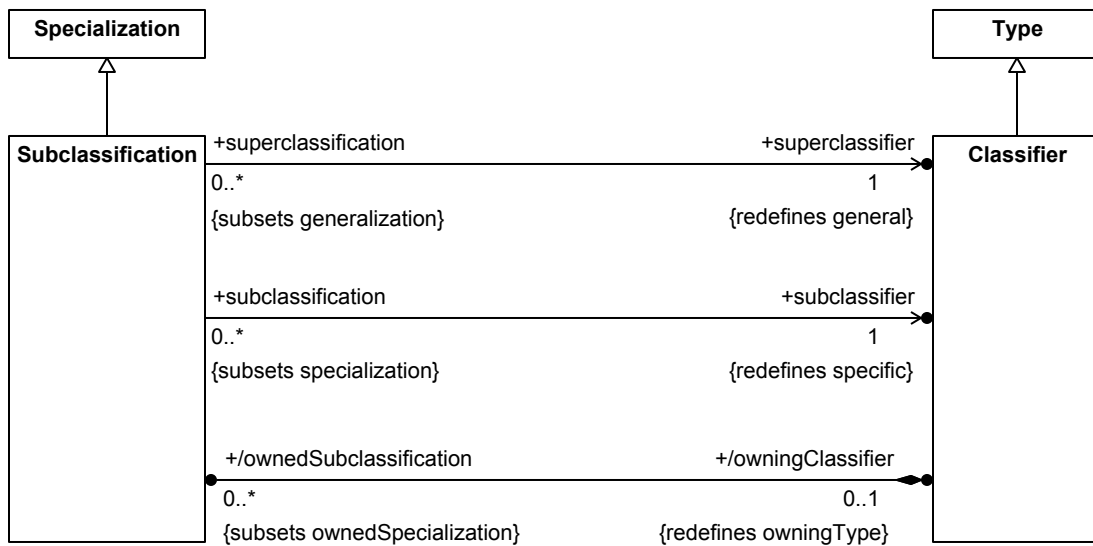 Specialization
Type
Subclassification
Classifier
+superclassification
+superclassifier
0..*
1
{subsets generalization}
{redefines general}
+subclassification
+subclassifier
0..*
1
{subsets specialization}
{redefines specific}
+/ownedSubclassification
+/owningClassifier
0..*
0..1
{subsets ownedSpecialization}
{redefines owningType}